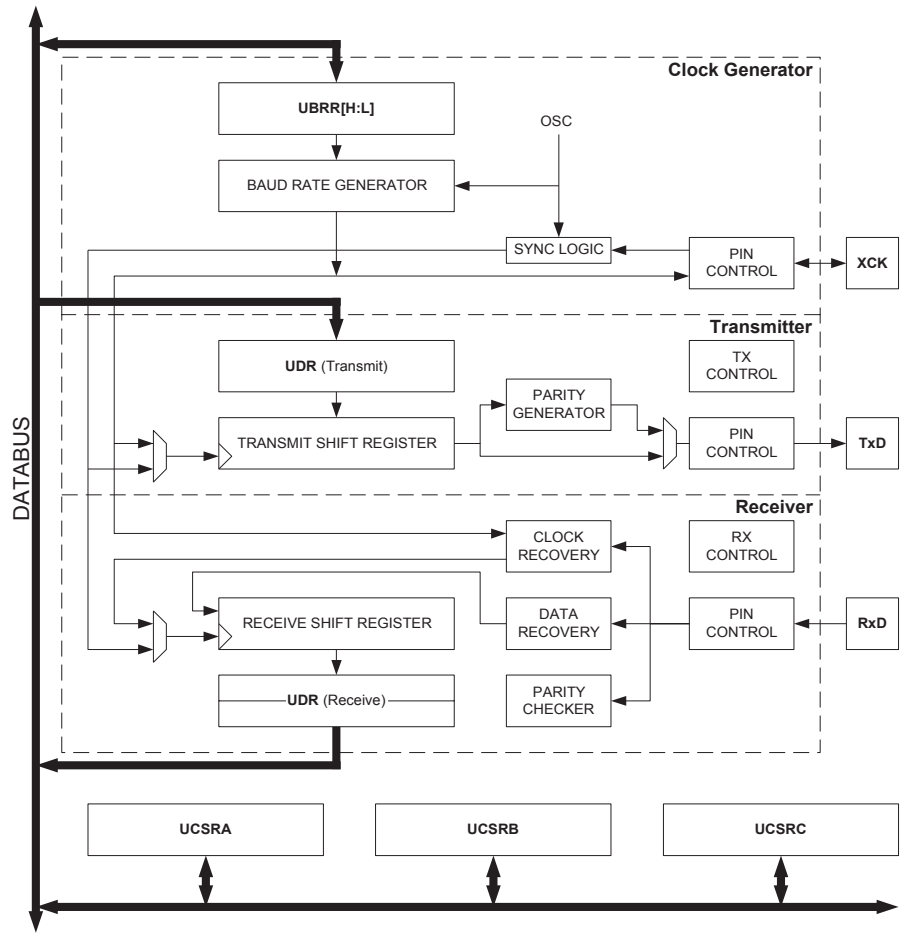 Clock Generator
UBRR[H:L]
OSC
BAUD RATE GENERATOR
SYNC LOGIC
PIN
CONTROL
XCK
Transmitter
UDR (Transmit)
TX
CONTROL
PARITY
GENERATOR
TRANSMIT SHIFT REGISTER
PIN
CONTROL
TxD
DATABUS
Receiver
CLOCK
RECOVERY
RX
CONTROL
RECEIVE SHIFT REGISTER
DATA
RECOVERY
PIN
CONTROL
RxD
UDR (Receive)
PARITY
CHECKER
UCSRA
UCSRB
UCSRC